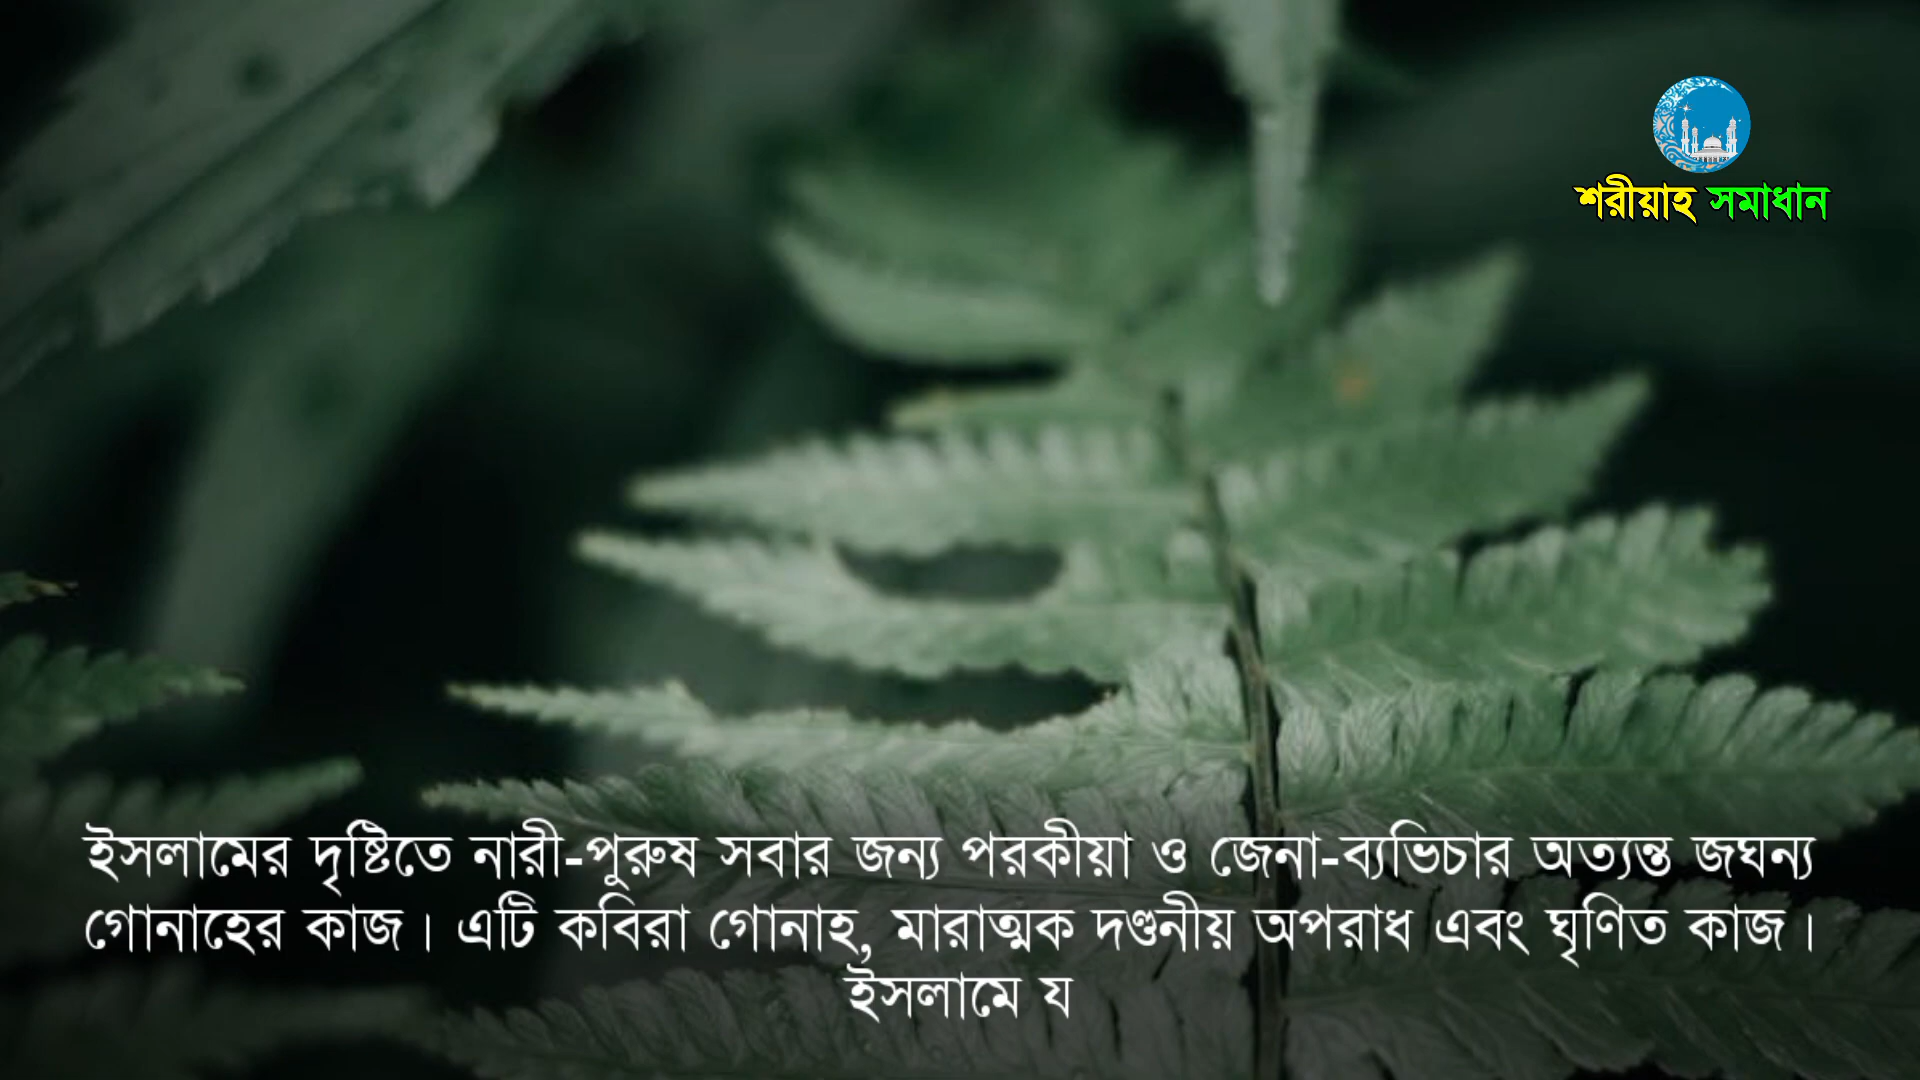 শরীয়াহ সমাধান
ইসলামের দৃষ্টিতে নারী-পুরুষ সবার জন্য পরকীয়া ও জেনা-ব্যভিচার অত্যন্ত জঘন্য
গোনাহের কাজ। এটি কবিরা গোনাহ, মারাত্মক দণ্ডনীয় অপরাধ এবং ঘৃণিত কাজ।
ইসলামে য